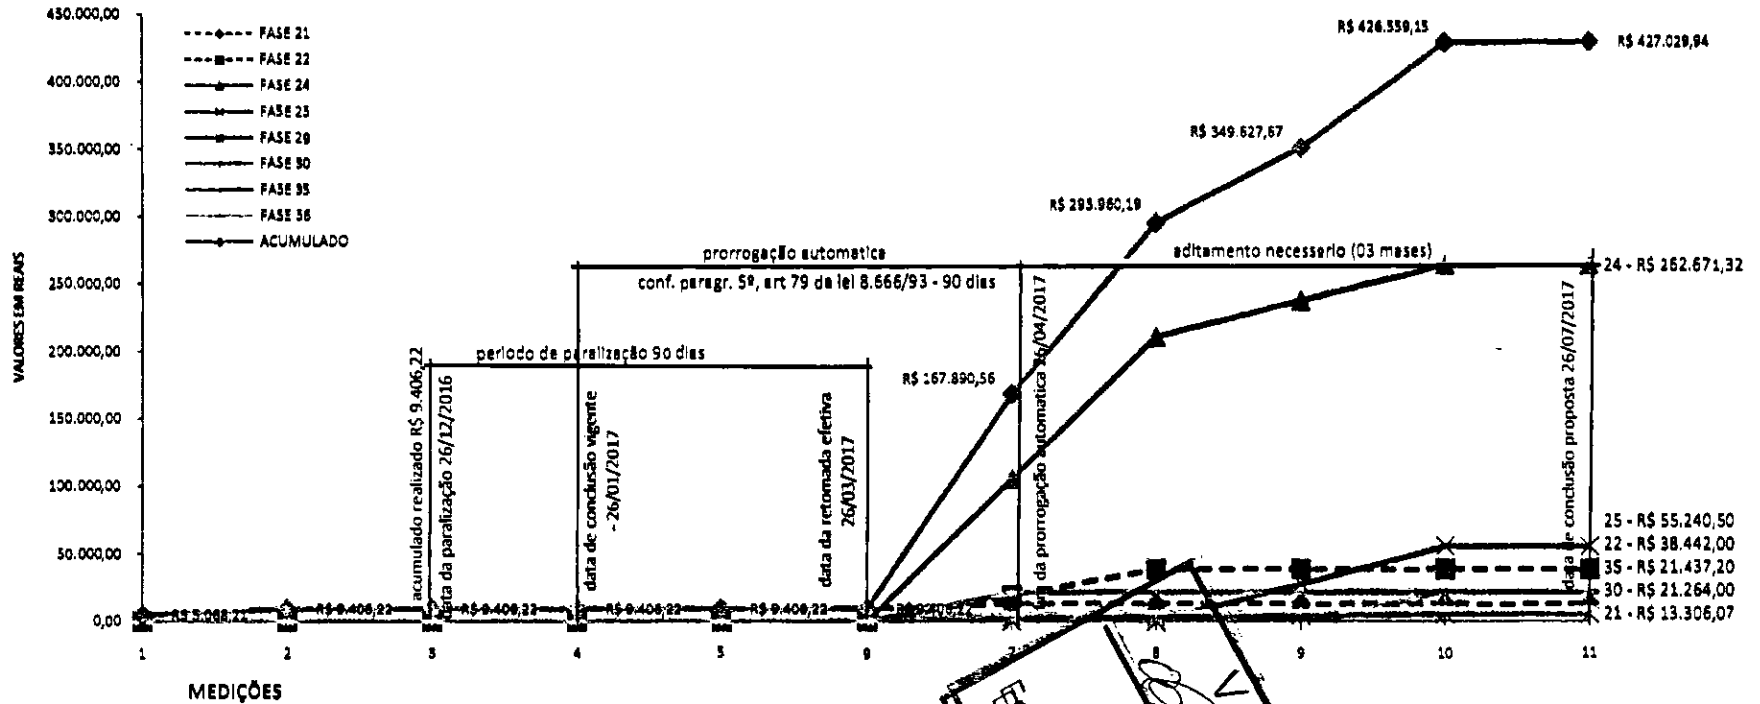 450.000,00
400.000,00
350.000,00
300.000,00
250.000,00
200.000,00
150.000,00
100.000,00
50.000,00
0,00
VALORES EM REAIS
FASE 21
FASE 22
FASE 24
FASE 25
FASE 29
FASE 30
FASE 35
FASE 36
ACUMULADO
R$ 426.559,15
R$ 427.029,94
R$ 349.627,67
R$ 293.960,19
prorrogação automatica
aditamento necessario (03 meses)
24 - R$ 262.671,32
conf. paragr. 5º, art 79 da lei 8.666/93 - 90 dias
periodo de paralização 90 dias
R$ 167.890,56
acumulado realizado R$ 9.406,22
data da paralização 26/12/2016
data de conclusão vigente
- 26/01/2017
data da retomada efetiva
26/03/2017
da prorrogação automatica 26/04/2017
data de conclusão proposta 26/07/2017
25 - R$ 55.240,50
22 - R$ 38.442,00
35 - R$ 21.437,20
30 - R$ 21.264,00
21 - R$ 13.306,07
R$ 5.068,22
R$ 9.406,22
R$ 9.406,22
R$ 9.406,22
R$ 9.406,22
R$ 9.406,22
1 2 3 4 5 6 7 8 9 10 11
MEDIÇÕES